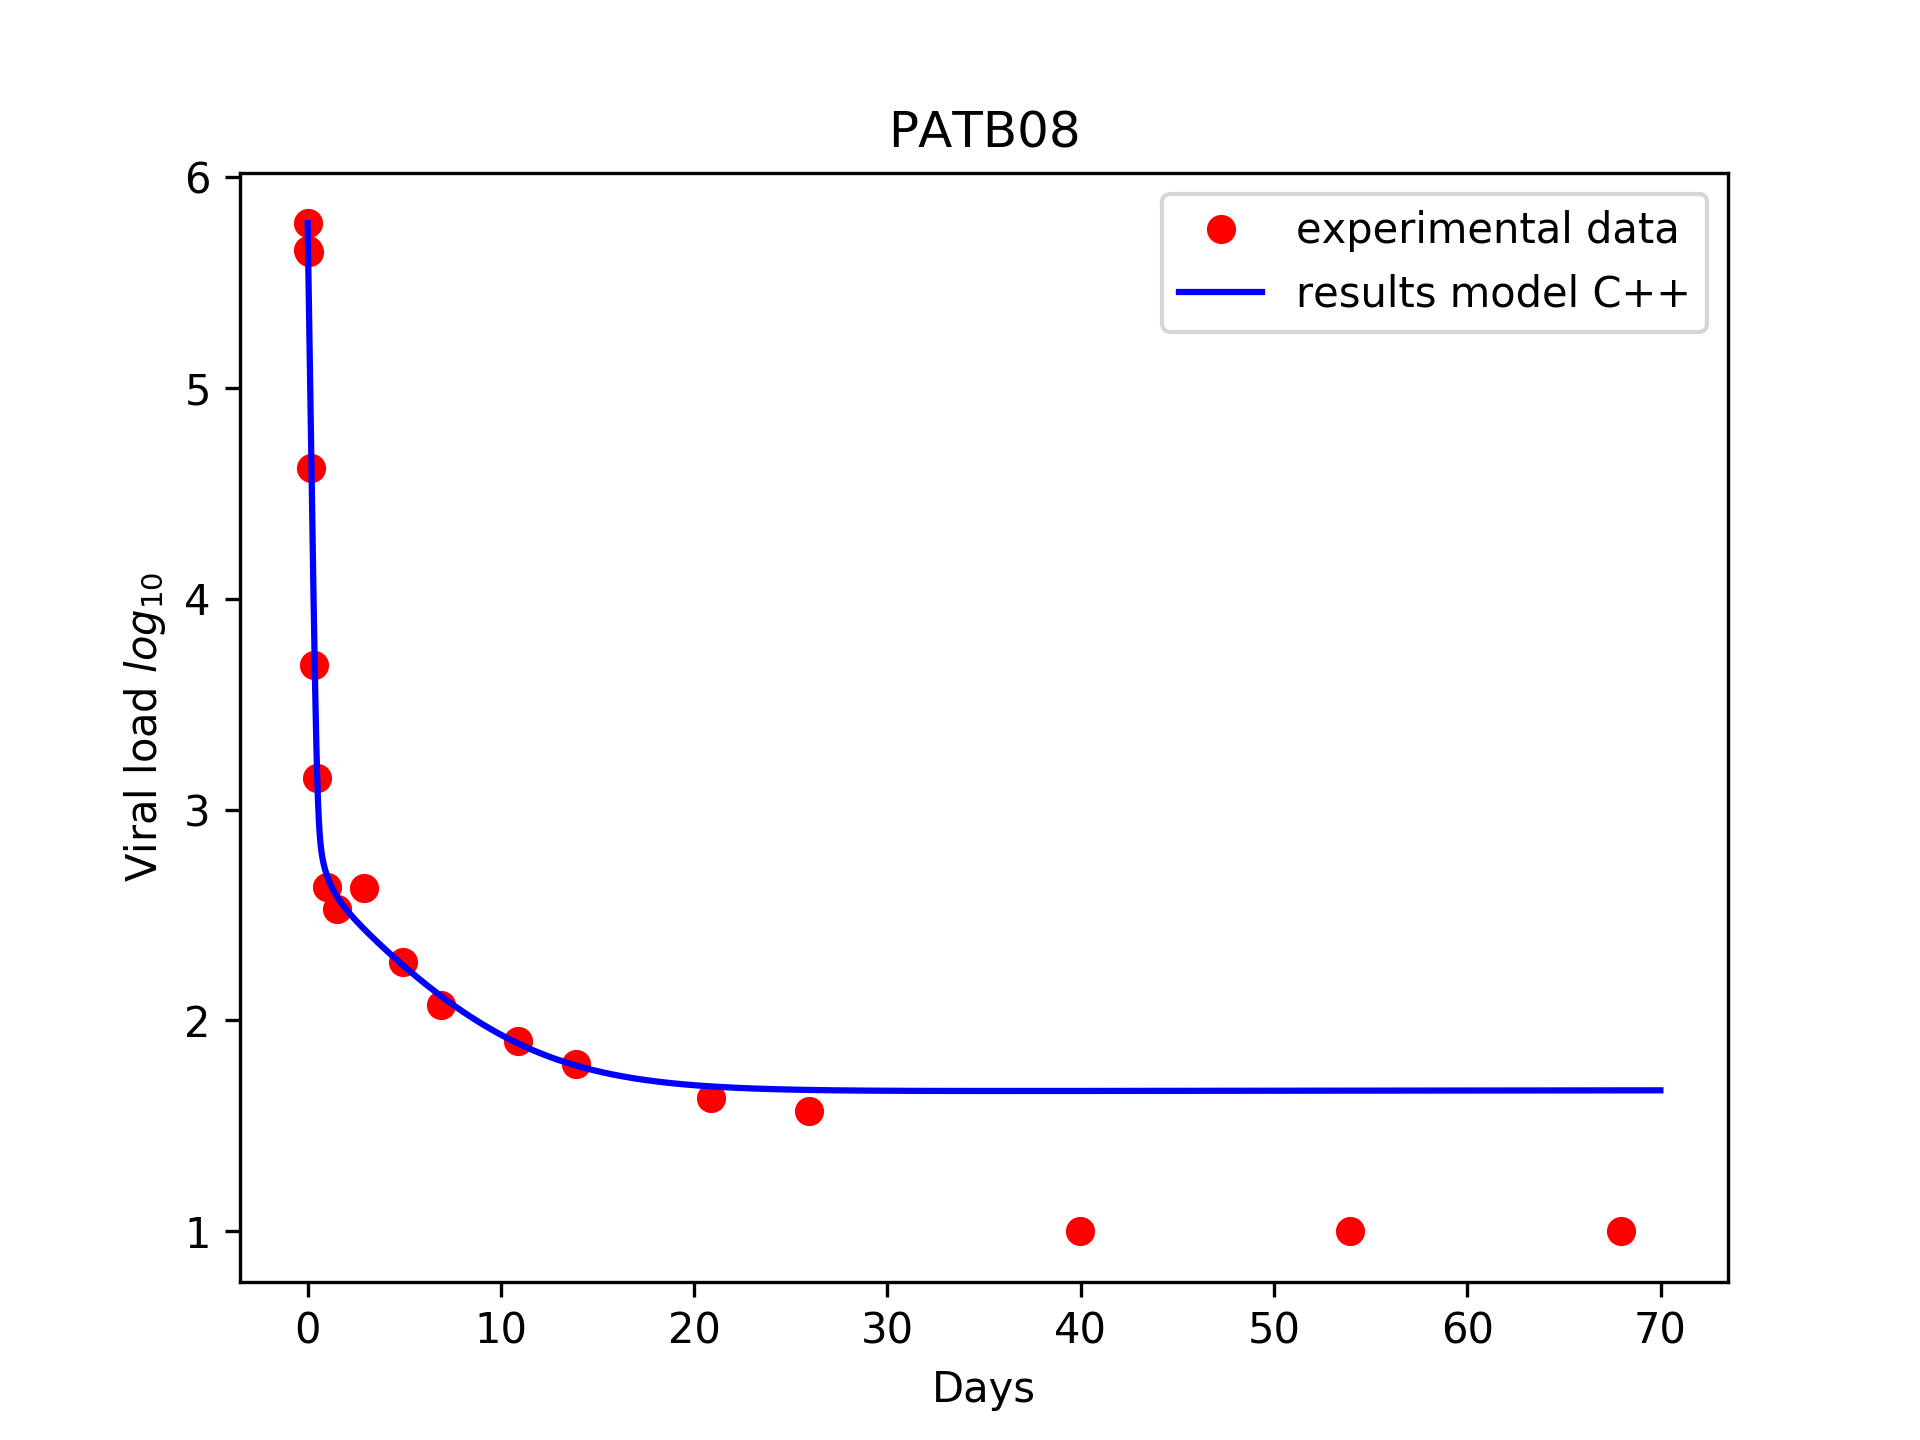 PATB08
experimental data
results model C++
Viral load log₁₀
6
5
4
3
2
1
0 10 20 30 40 50 60 70
Days